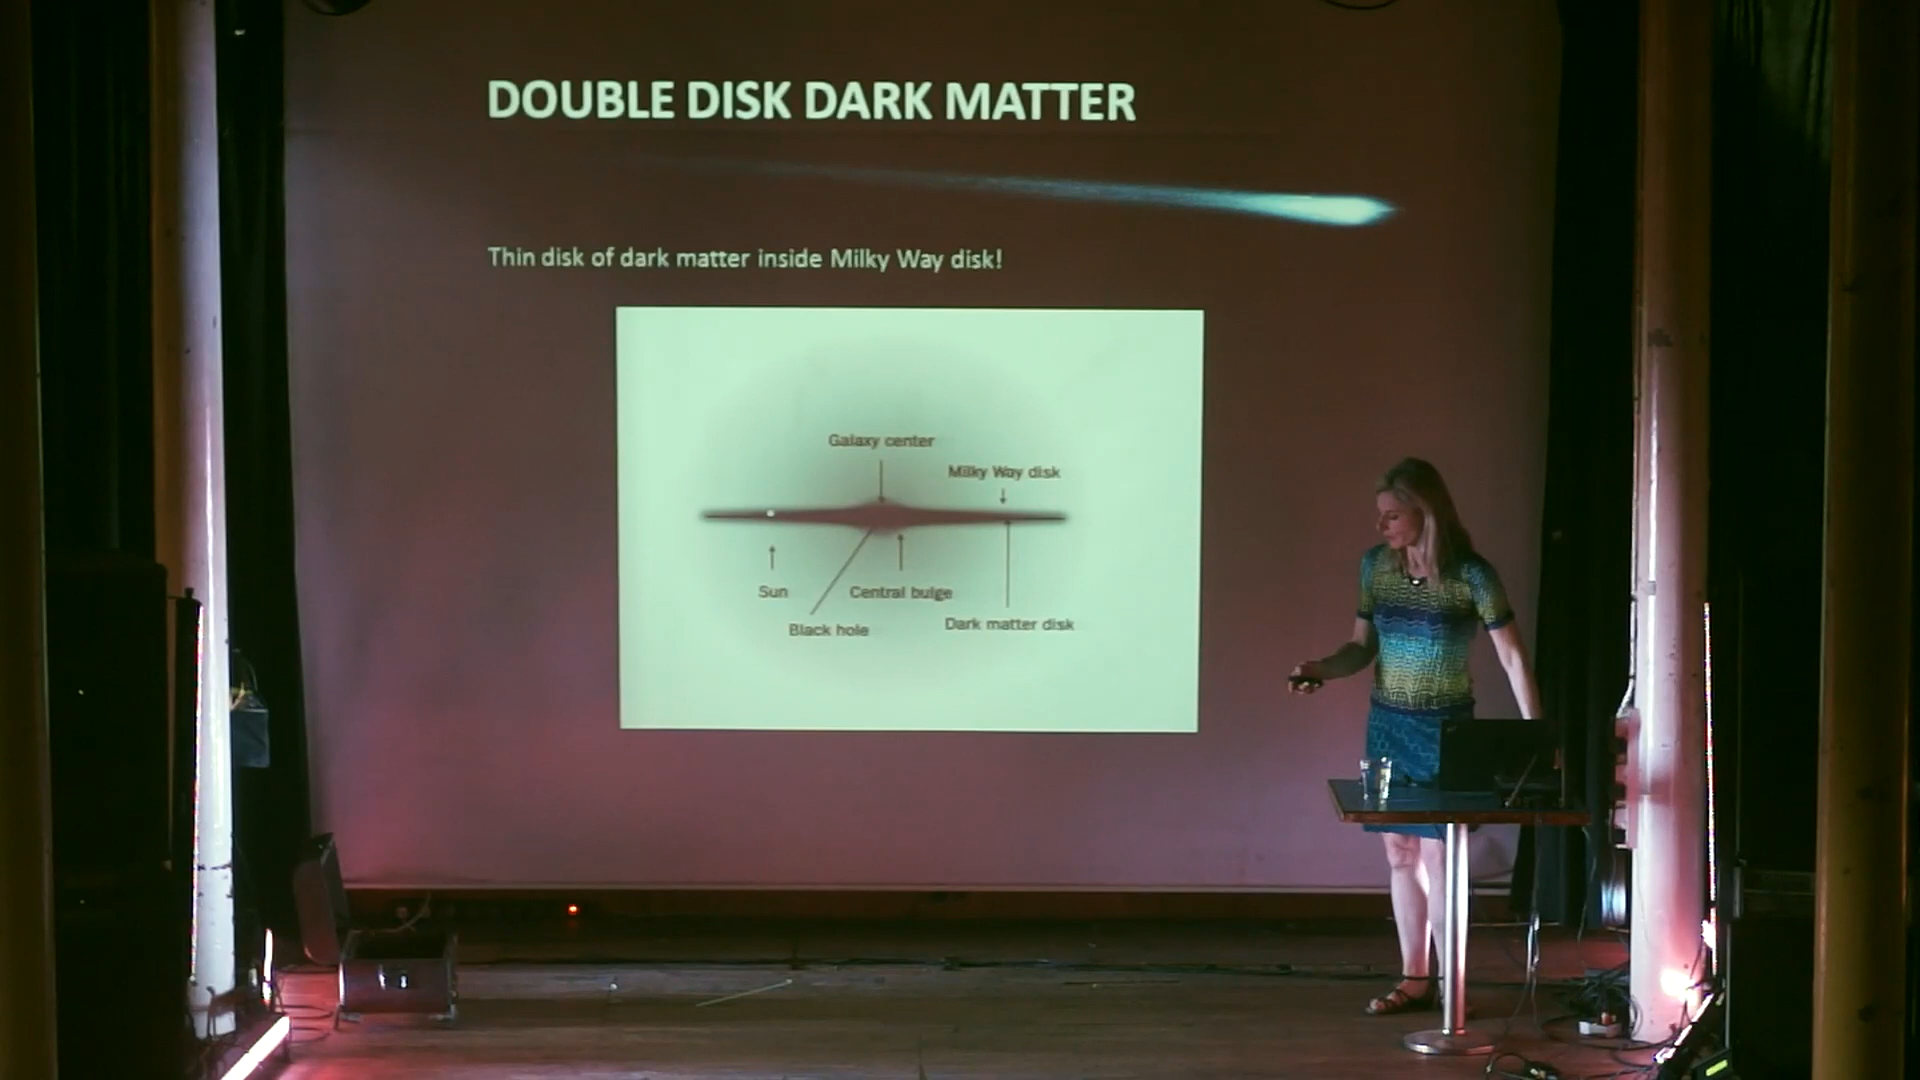 DOUBLE DISK DARK MATTER
Thin disk of dark matter inside Milky Way disk!
Galaxy center
Milky Way disk
Sun
Central bulge
Black hole
Dark matter disk